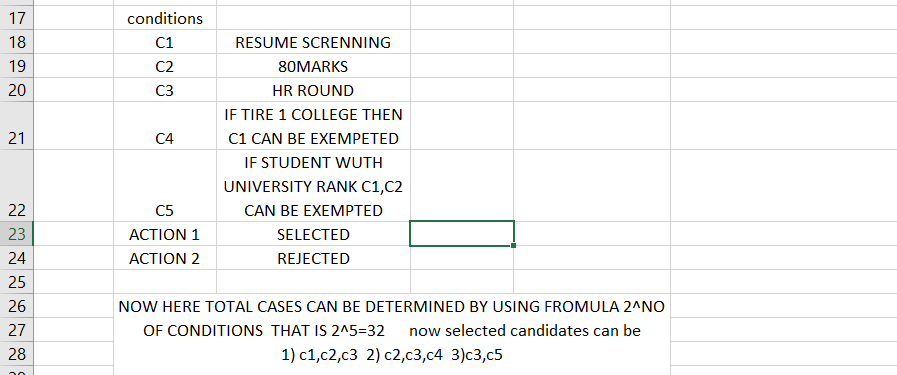 17 conditions
18 C1 RESUME SCRENNING
19 C2 80MARKS
20 C3 HR ROUND
IF TIRE 1 COLLEGE THEN
21 C4 C1 CAN BE EXEMPETED
IF STUDENT WUTH
UNIVERSITY RANK C1,C2
22 C5 CAN BE EXEMPTED
23 ACTION 1 SELECTED
24 ACTION 2 REJECTED
25
26 NOW HERE TOTAL CASES CAN BE DETERMINED BY USING FROMULA 2^NO
27 OF CONDITIONS THAT IS 2^5=32 now selected candidates can be
28 1) c1,c2,c3 2) c2,c3,c4 3)c3,c5